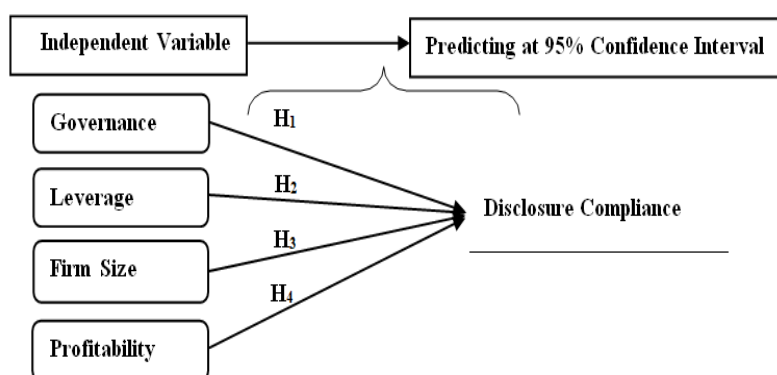 Independent Variable
Predicting at 95% Confidence Interval
Governance
H1
Leverage
H2
Disclosure Compliance
Firm Size
H3
H4
Profitability